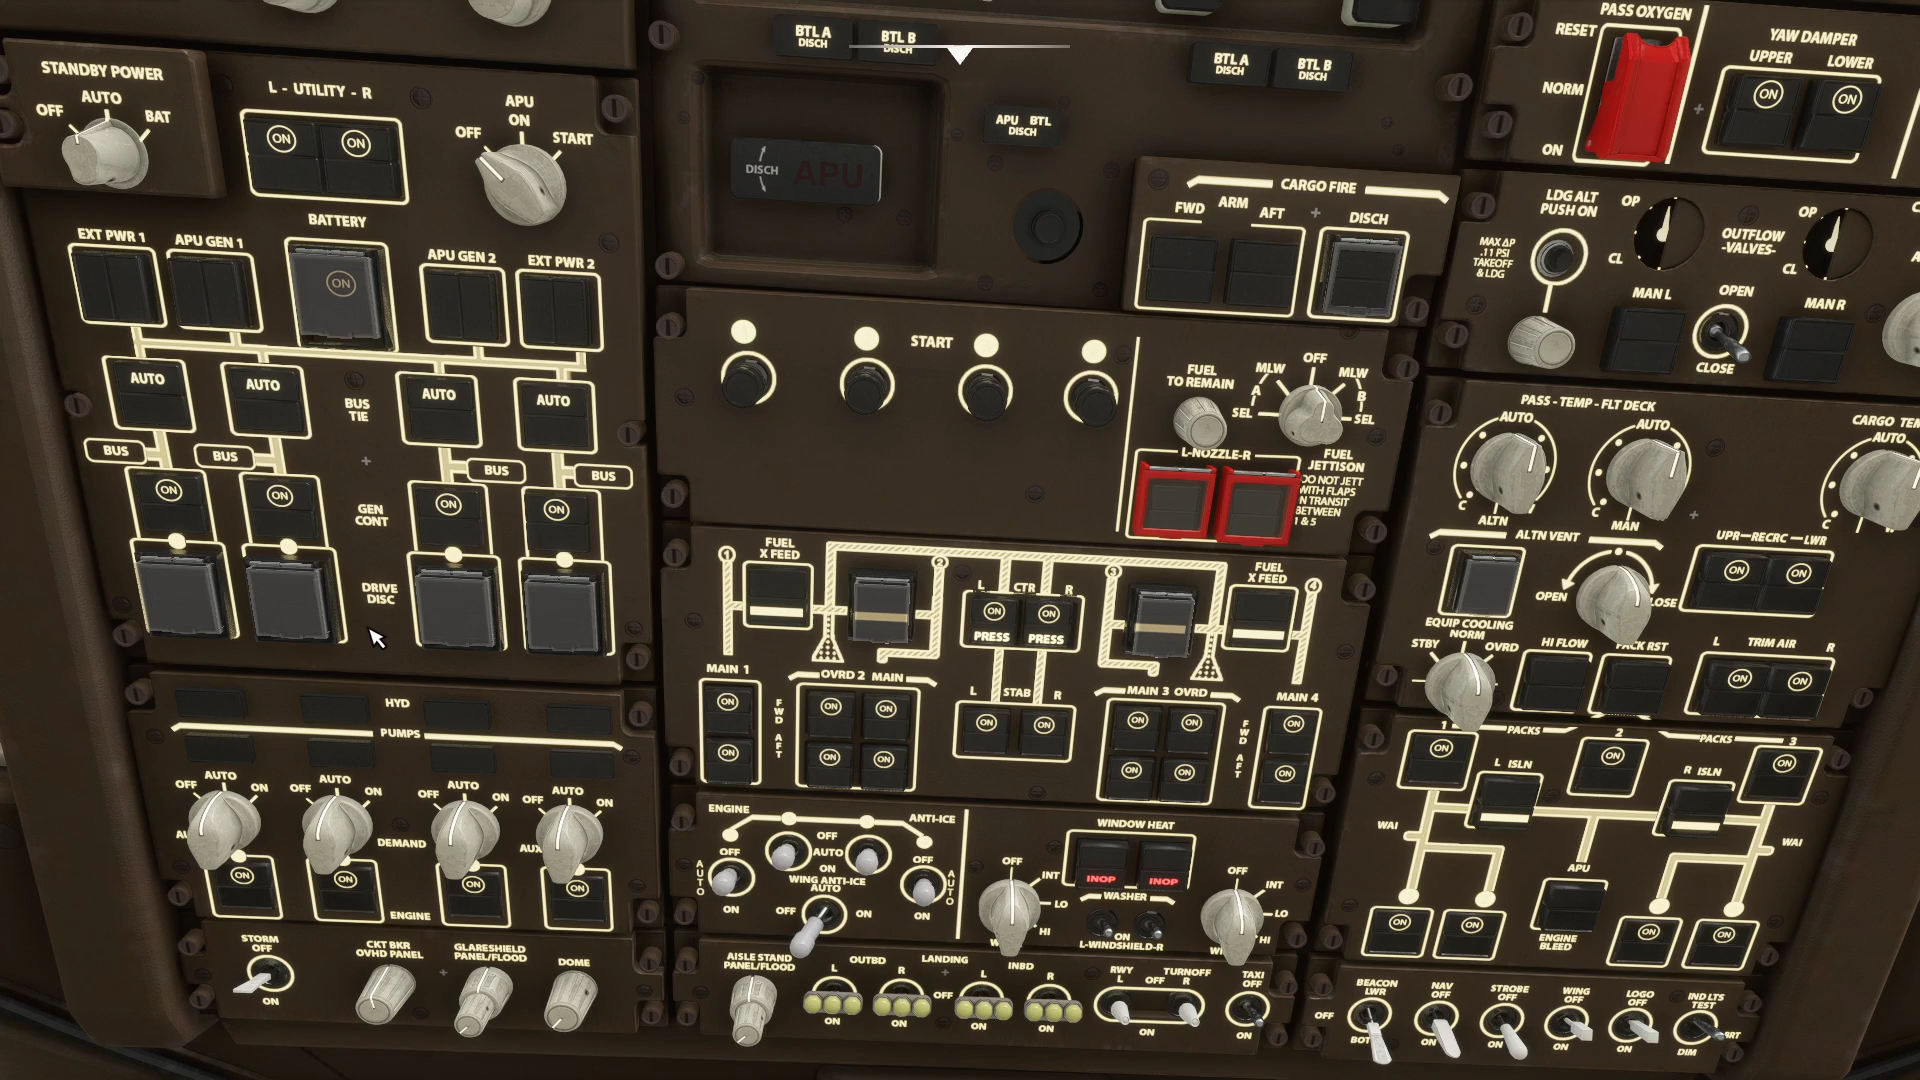 STANDBY POWER
OFF AUTO BAT
L - UTILITY - R
ON ON
APU
OFF ON START
EXT PWR 1
APU GEN 1
BATTERY
ON
APU GEN 2
EXT PWR 2
AUTO AUTO AUTO AUTO
BUS
TIE
BUS BUS BUS BUS
ON ON ON ON
GEN
CONT
DRIVE
DISC
HYD
PUMPS
OFF AUTO ON
OFF AUTO ON
OFF AUTO ON
OFF AUTO ON
DEMAND
AUX
ON ON ON ON
ENGINE
STORM
OFF
ON
CKT BKR
OVHD PANEL
GLARESHIELD
PANEL/FLOOD
DOME
BTL A
DISCH
BTL B
DISCH
BTL A
DISCH
BTL B
DISCH
APU BTL
DISCH
DISCH APU
CARGO FIRE
FWD ARM AFT DISCH
START
FUEL
TO REMAIN
SEL A MLW OFF MLW B SEL
L-NOZZLE-R
FUEL
JETTISON
DO NOT JETT
WITH FLAPS
N TRANSIT
BETWEEN
1 & 5
1 2 3 4
FUEL
X FEED
FUEL
X FEED
L CTR R
ON ON
PRESS PRESS
MAIN 1
OVRD 2 MAIN
L STAB R
MAIN 3 OVRD
MAIN 4
FWD
AFT
FWD
AFT
ON ON ON ON ON ON ON ON
ON ON ON ON ON ON
ENGINE
ANTI-ICE
OFF
AUTO
ON
OFF
AUTO
ON
OFF
AUTO
ON
WING ANTI-ICE
OFF AUTO ON
WINDOW HEAT
INOP INOP
OFF INT LO HI
OFF INT LO HI
WASHER
ON
L-WINDSHIELD-R
AISLE STAND
PANEL/FLOOD
OUTBD LANDING INBD
L R OFF L R
ON ON ON ON
RWY TURNOFF
L OFF R
ON
TAXI
OFF
ON
PASS OXYGEN
RESET
NORM
ON
YAW DAMPER
UPPER LOWER
ON ON
LDG ALT
PUSH ON
MAX ΔP
.11 PSI
TAKEOFF
& LDG
OP
CL
OUTFLOW
-VALVES-
OP
CL
MAN L
OPEN
CLOSE
MAN R
PASS - TEMP - FLT DECK
AUTO AUTO
C C
ALTN MAN
CARGO TEM
AUTO
C
ALTN VENT
OPEN LOSE
UPR—RECRC—LWR
ON ON
EQUIP COOLING
NORM
STBY OVRD
HI FLOW
PACK RST
L TRIM AIR R
ON ON
1 PACKS 2 PACKS 3
ON ON ON
L ISLN
R ISLN
WAI
WAI
APU
ENGINE
BLEED
ON ON ON ON
BEACON
LWR
OFF
BOT
NAV
OFF
ON
STROBE
OFF
ON
WING
OFF
ON
LOGO
OFF
ON
IND LTS
TEST
BRT
DIM